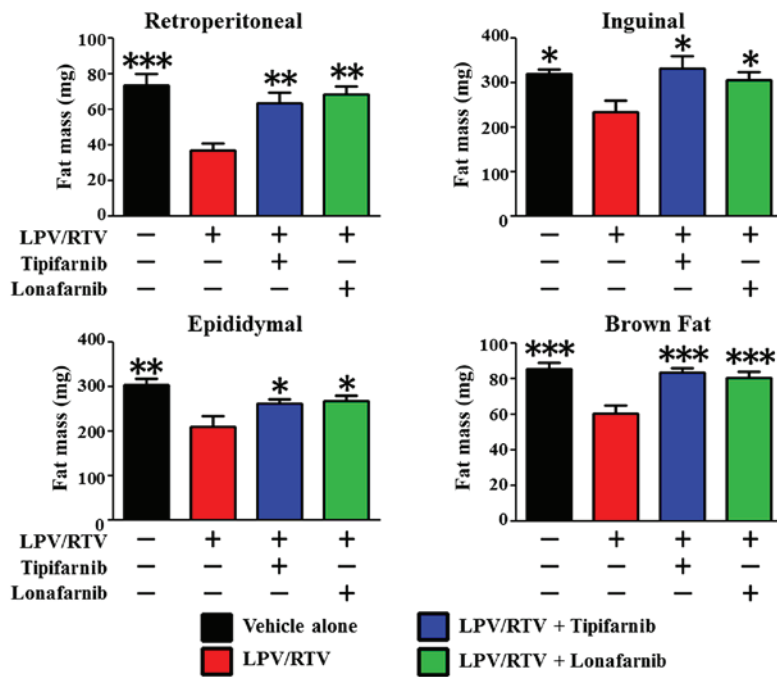 Retroperitoneal
Fat mass (mg)
100
80
60
40
20
0
*** ** **
LPV/RTV − + + +
Tipifarnib − − + −
Lonafarnib − − − +
Inguinal
Fat mass (mg)
400
300
200
100
0
* * *
− + + +
− − + −
− − − +
Epididymal
Fat mass (mg)
400
300
200
100
0
** * *
LPV/RTV − + + +
Tipifarnib − − + −
Lonafarnib − − − +
Brown Fat
Fat mass (mg)
100
80
60
40
20
0
*** *** ***
− + + +
− − + −
− − − +
Vehicle alone
LPV/RTV
LPV/RTV + Tipifarnib
LPV/RTV + Lonafarnib